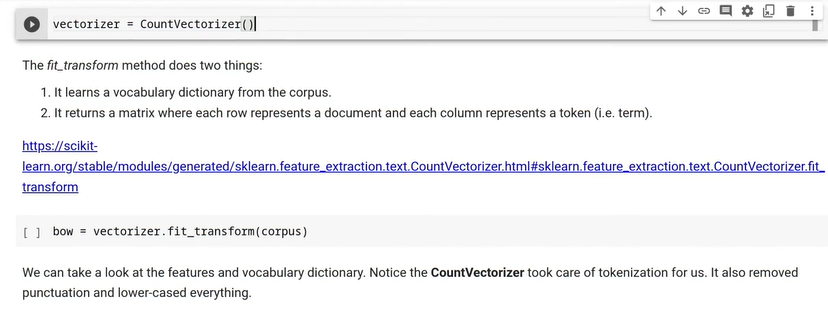 vectorizer = CountVectorizer()
The fit_transform method does two things:
1. It learns a vocabulary dictionary from the corpus.
2. It returns a matrix where each row represents a document and each column represents a token (i.e. term).
https://scikit-
learn.org/stable/modules/generated/sklearn.feature_extraction.text.CountVectorizer.html#sklearn.feature_extraction.text.CountVectorizer.fit_
transform
[ ] bow = vectorizer.fit_transform(corpus)
We can take a look at the features and vocabulary dictionary. Notice the CountVectorizer took care of tokenization for us. It also removed
punctuation and lower-cased everything.